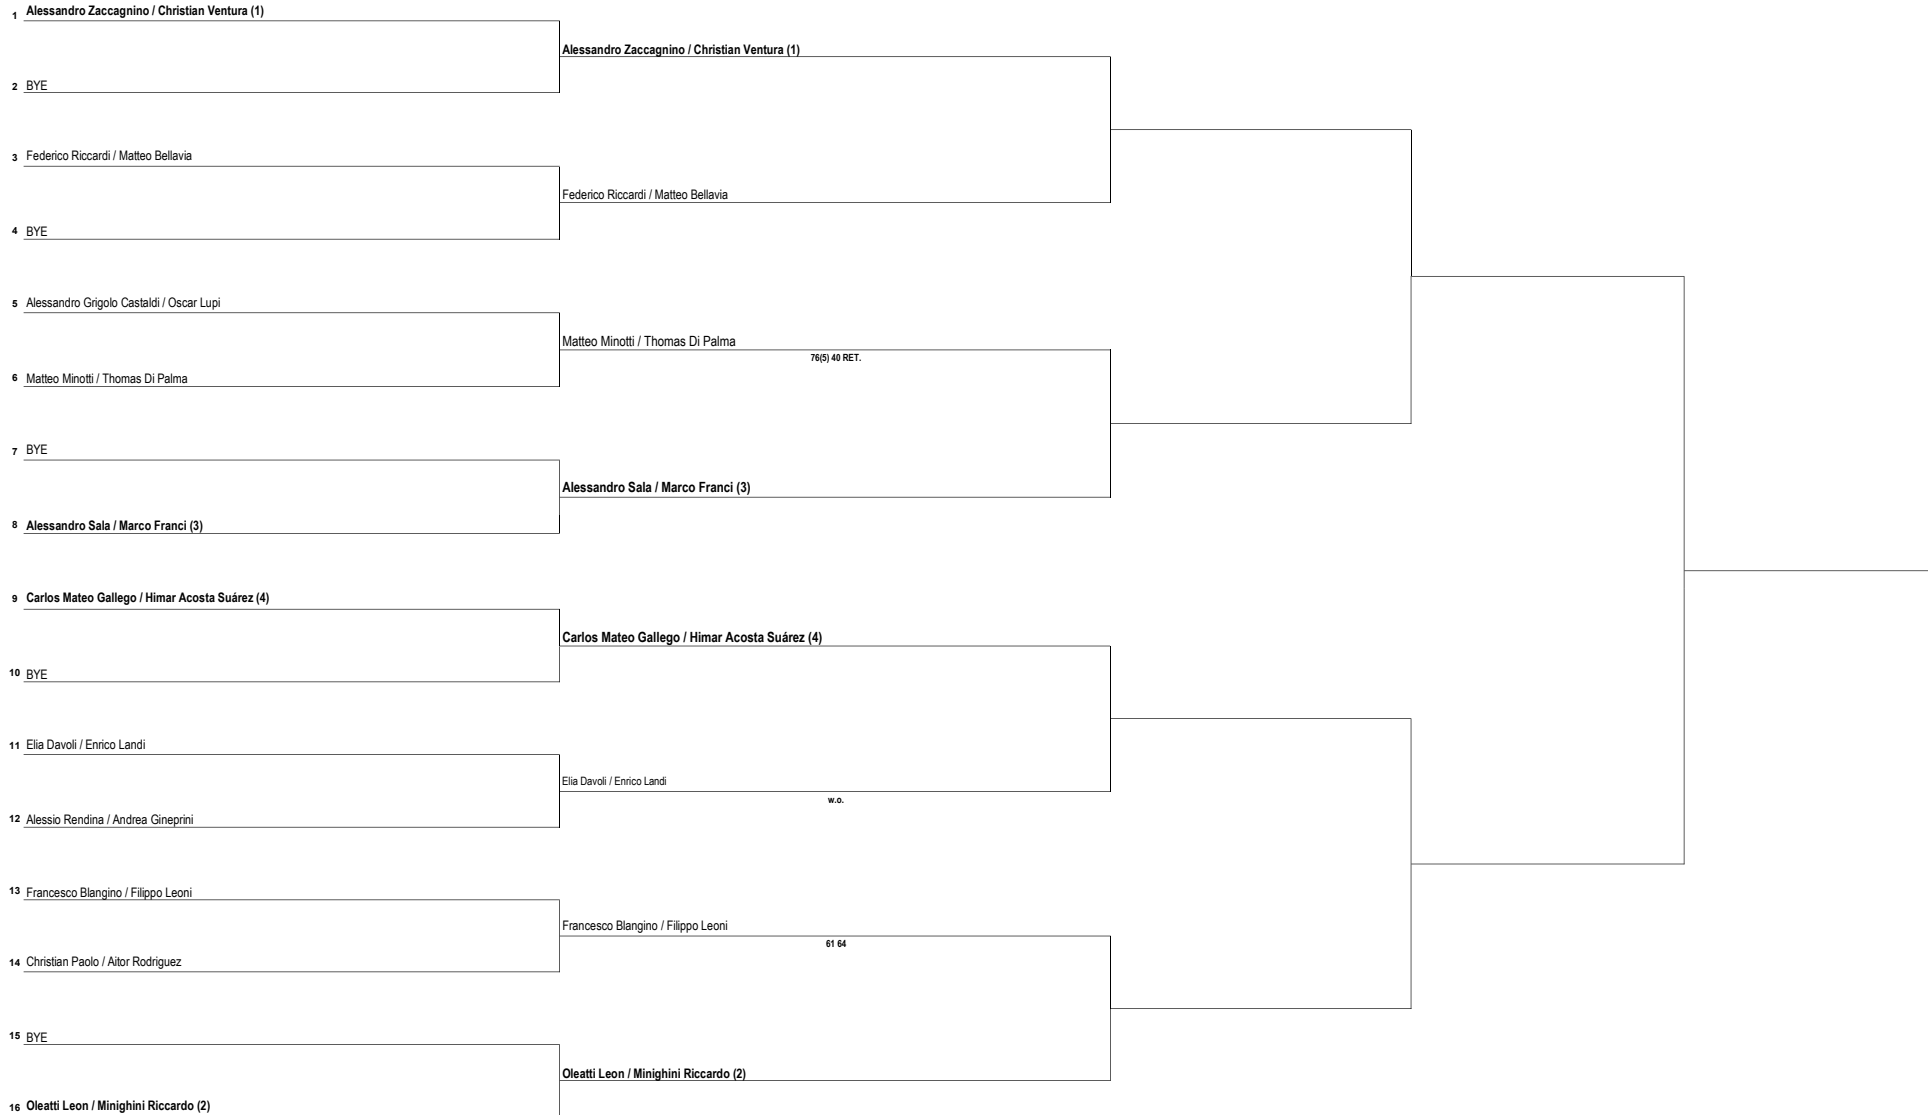 1 Alessandro Zaccagnino / Christian Ventura (1)
Alessandro Zaccagnino / Christian Ventura (1)
2 BYE
3 Federico Riccardi / Matteo Bellavia
Federico Riccardi / Matteo Bellavia
4 BYE
5 Alessandro Grigolo Castaldi / Oscar Lupi
Matteo Minotti / Thomas Di Palma
76(5) 40 RET.
6 Matteo Minotti / Thomas Di Palma
7 BYE
Alessandro Sala / Marco Franci (3)
8 Alessandro Sala / Marco Franci (3)
9 Carlos Mateo Gallego / Himar Acosta Suárez (4)
Carlos Mateo Gallego / Himar Acosta Suárez (4)
10 BYE
11 Elia Davoli / Enrico Landi
Elia Davoli / Enrico Landi
w.o.
12 Alessio Rendina / Andrea Gineprini
13 Francesco Blangino / Filippo Leoni
Francesco Blangino / Filippo Leoni
61 64
14 Christian Paolo / Aitor Rodriguez
15 BYE
Oleatti Leon / Minighini Riccardo (2)
16 Oleatti Leon / Minighini Riccardo (2)